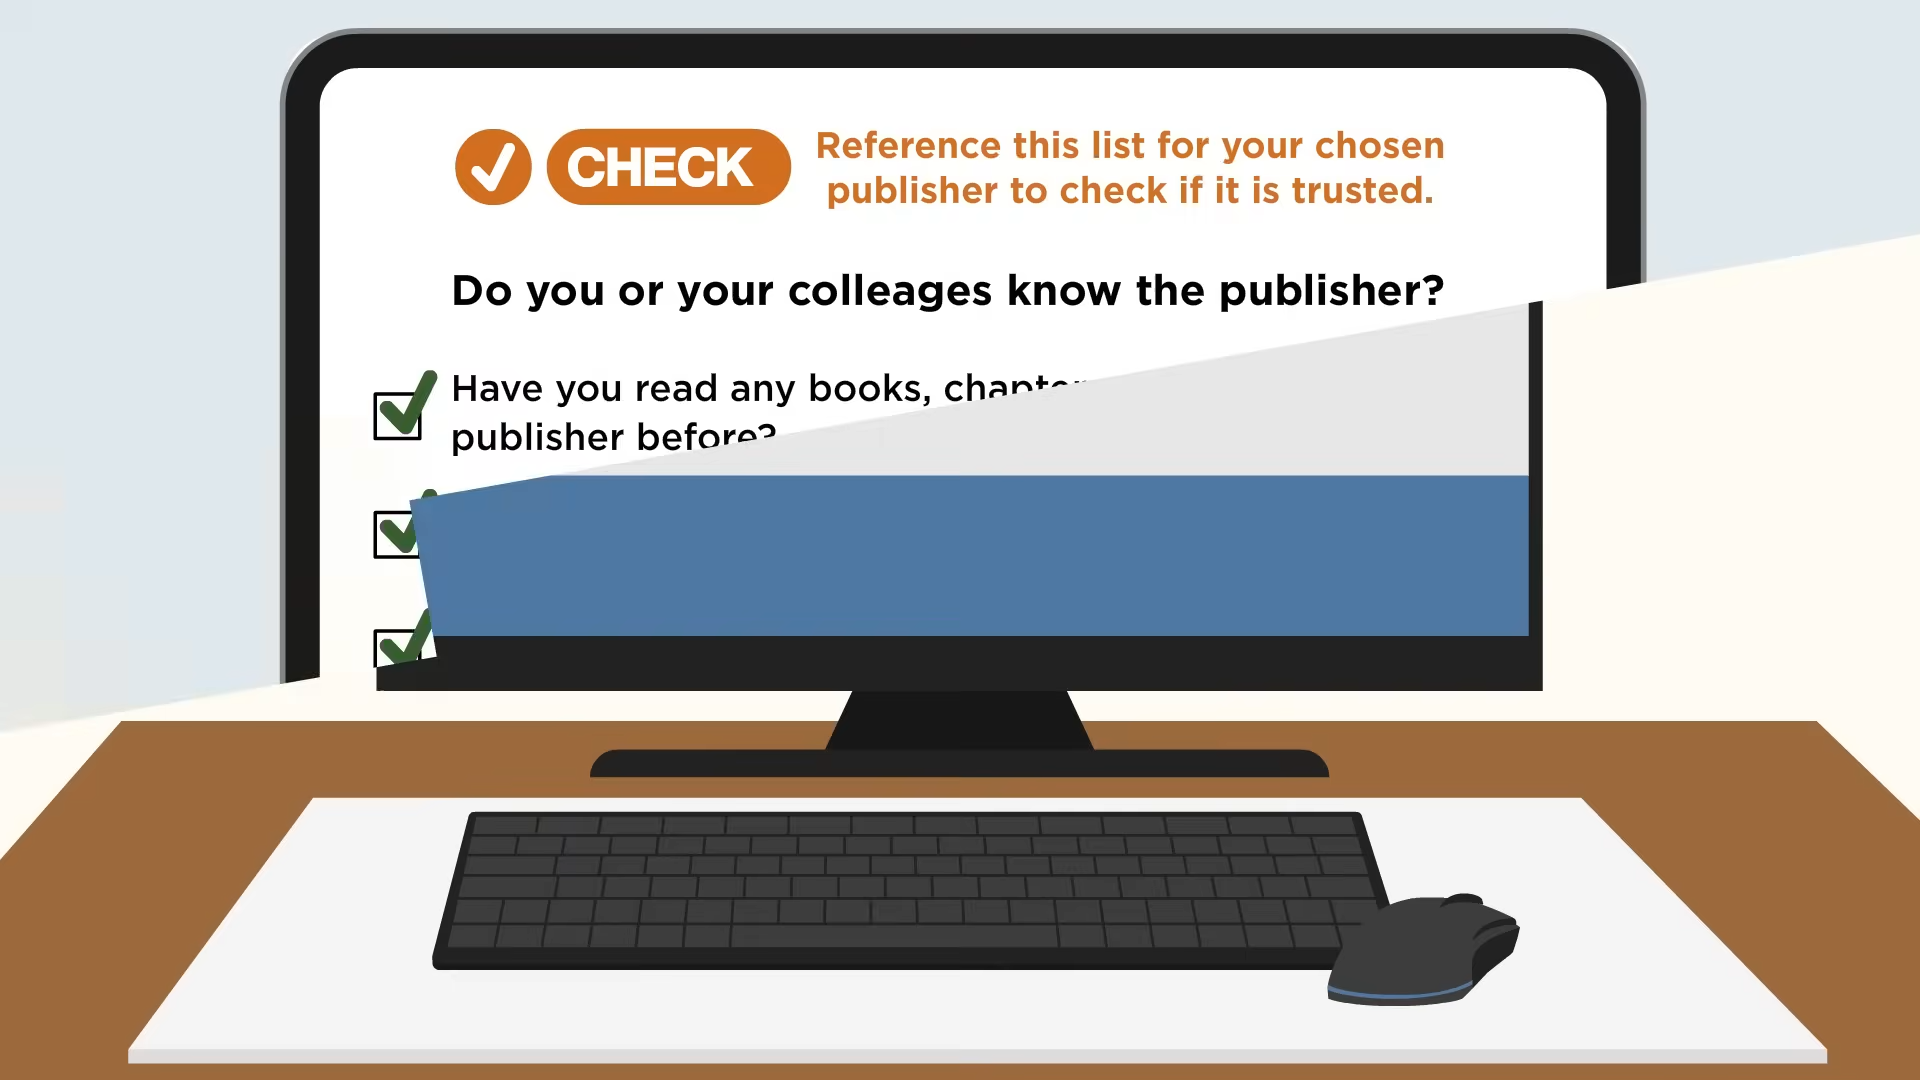 CHECK
Reference this list for your chosen
publisher to check if it is trusted.
Do you or your colleages know the publisher?
Have you read any books,
publisher before?